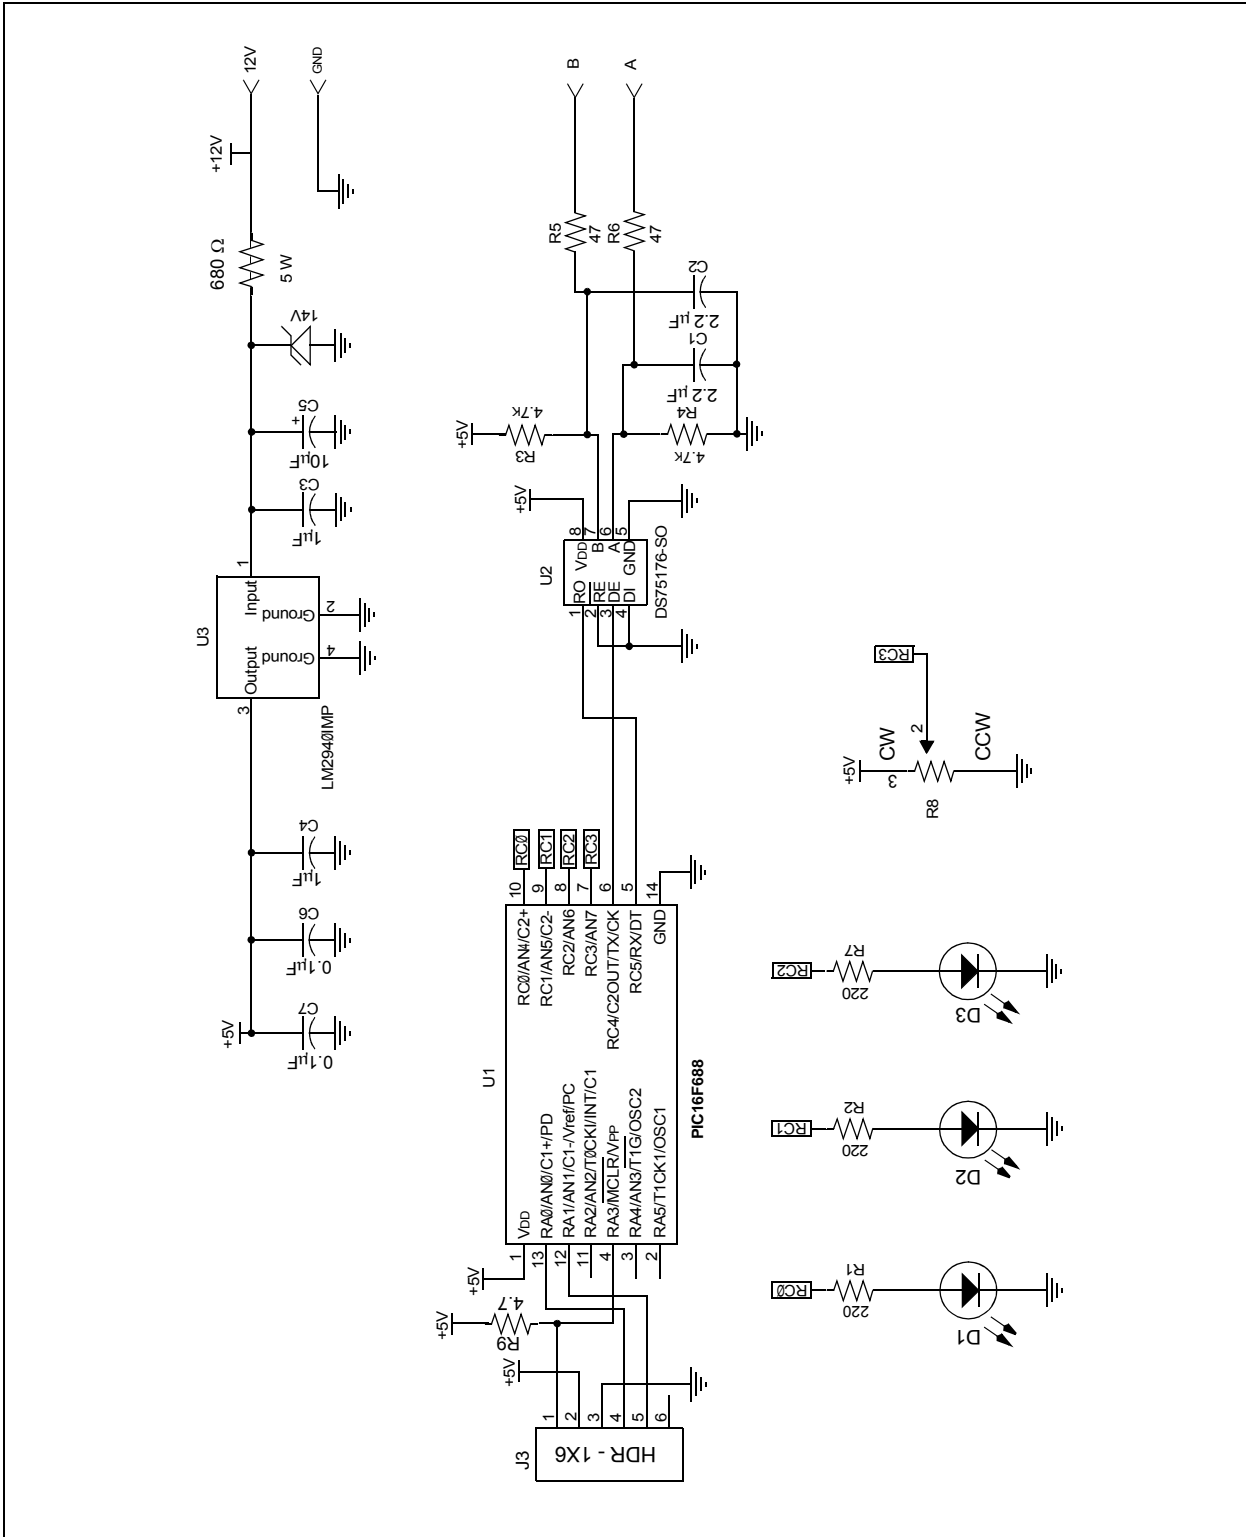 12V
GND
+12V
680 Ω
5 W
14V
C5
+
10µF
C3
1µF
U3
1
Input
Ground
2
Output
Ground
4
3
LM2940IMP
C4
1µF
C6
0.1µF
+5V
C7
0.1µF
B
A
R5
47
R6
47
C2
2.2 µF
C1
2.2 µF
+5V
R3
4.7K
R4
4.7K
+5V
U2
8
VDD
7
B
6
A
5
GND
1
RO
2
RE
3
DE
4
DI
DS75176-SO
RC0
RC1
RC2
RC3
U1
10
RC0/AN4/C2+
9
RC1/AN5/C2-
8
RC2/AN6
7
RC3/AN7
6
RC4/C2OUT/TX/CK
5
RC5/RX/DT
14
GND
1
VDD
13
RA0/AN0/C1+/PD
12
RA1/AN1/C1-/Vref/PC
11
RA2/AN2/T0CKI/INT/C1
4
RA3/MCLR/VPP
3
RA4/AN3/T1G/OSC2
2
RA5/T1CK1/OSC1
PIC16F688
+5V
+5V
R9
4.7
+5V
1
2
3
4
5
6
J3
HDR - 1X6
RC3
+5V
3
CW
2
CCW
R8
RC2
R7
220
D3
RC1
R2
220
D2
RC0
R1
220
D1